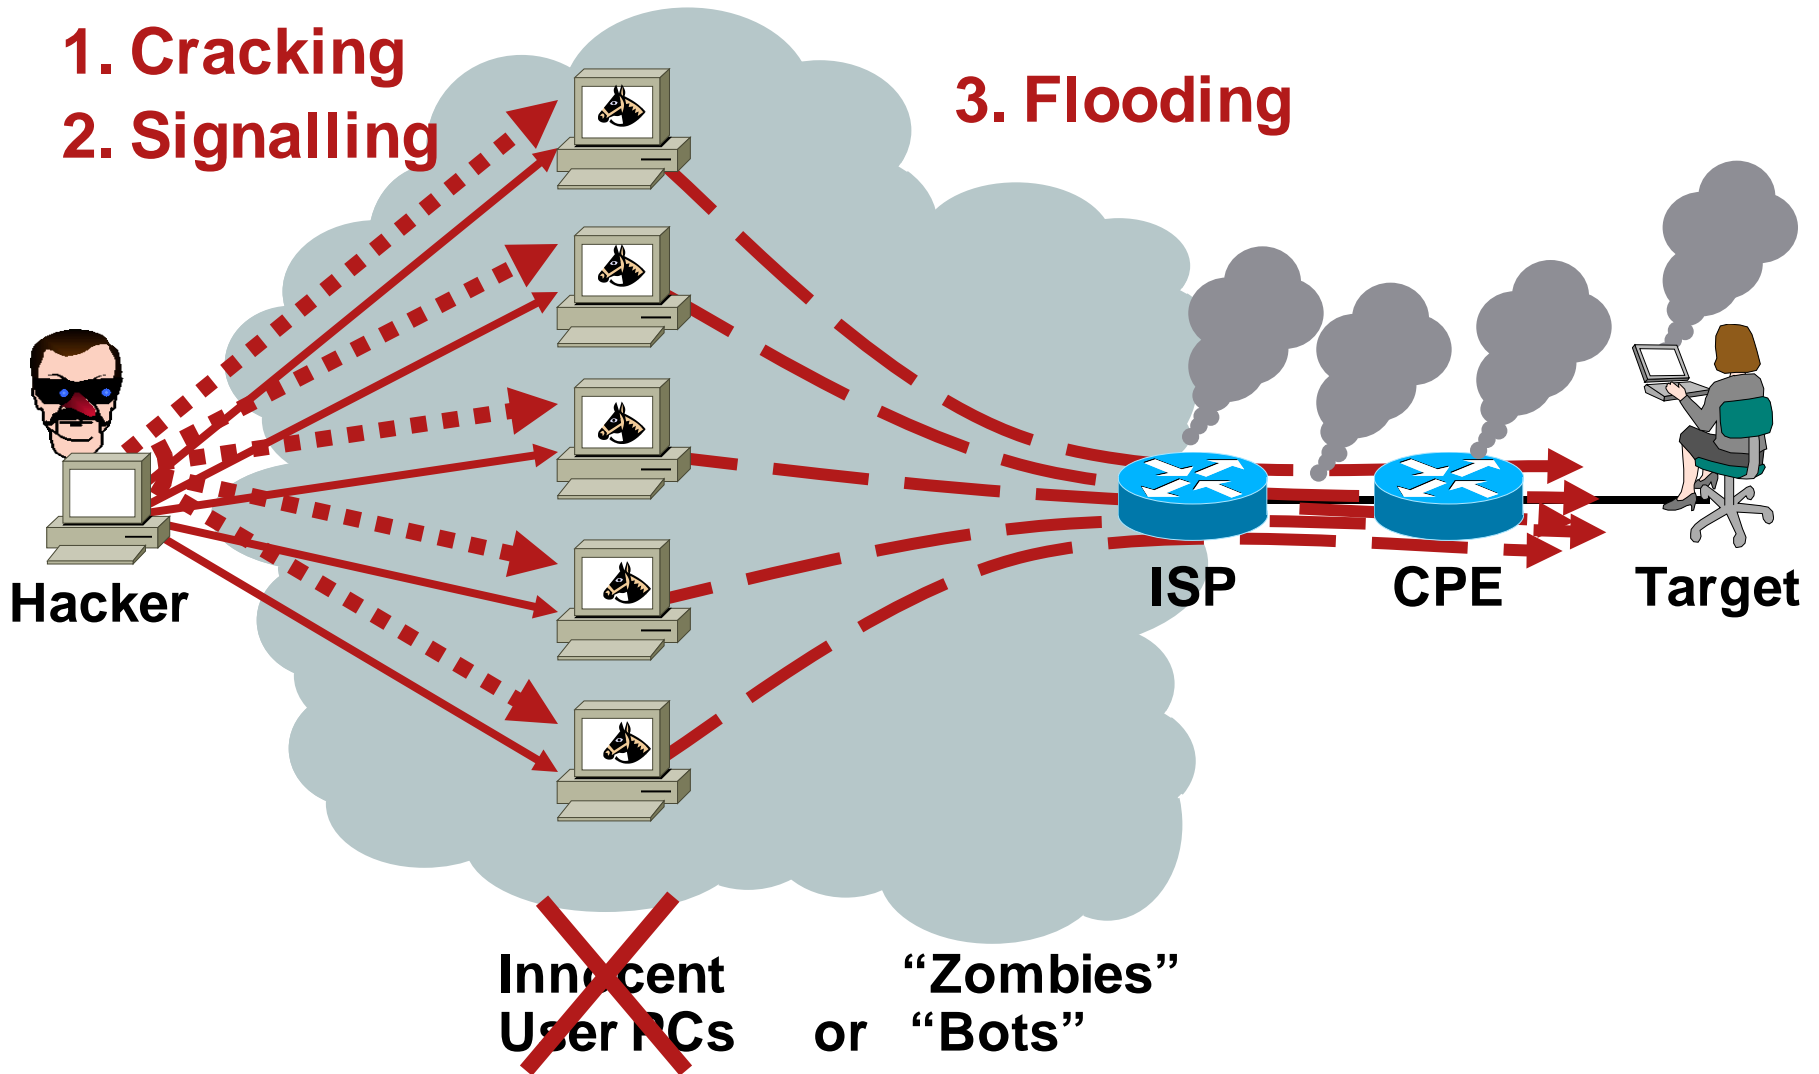 1. Cracking
2. Signalling
3. Flooding
Hacker
ISP
CPE
Target
Innocent “Zombies”
User PCs or “Bots”